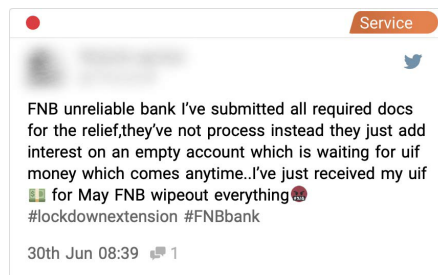 Service
FNB unreliable bank I've submitted all required docs
for the relief,they've not process instead they just add
interest on an empty account which is waiting for uif
money which comes anytime..I've just received my uif
💵 for May FNB wipeout everything🤬
#lockdownextension #FNBbank
30th Jun 08:39 1